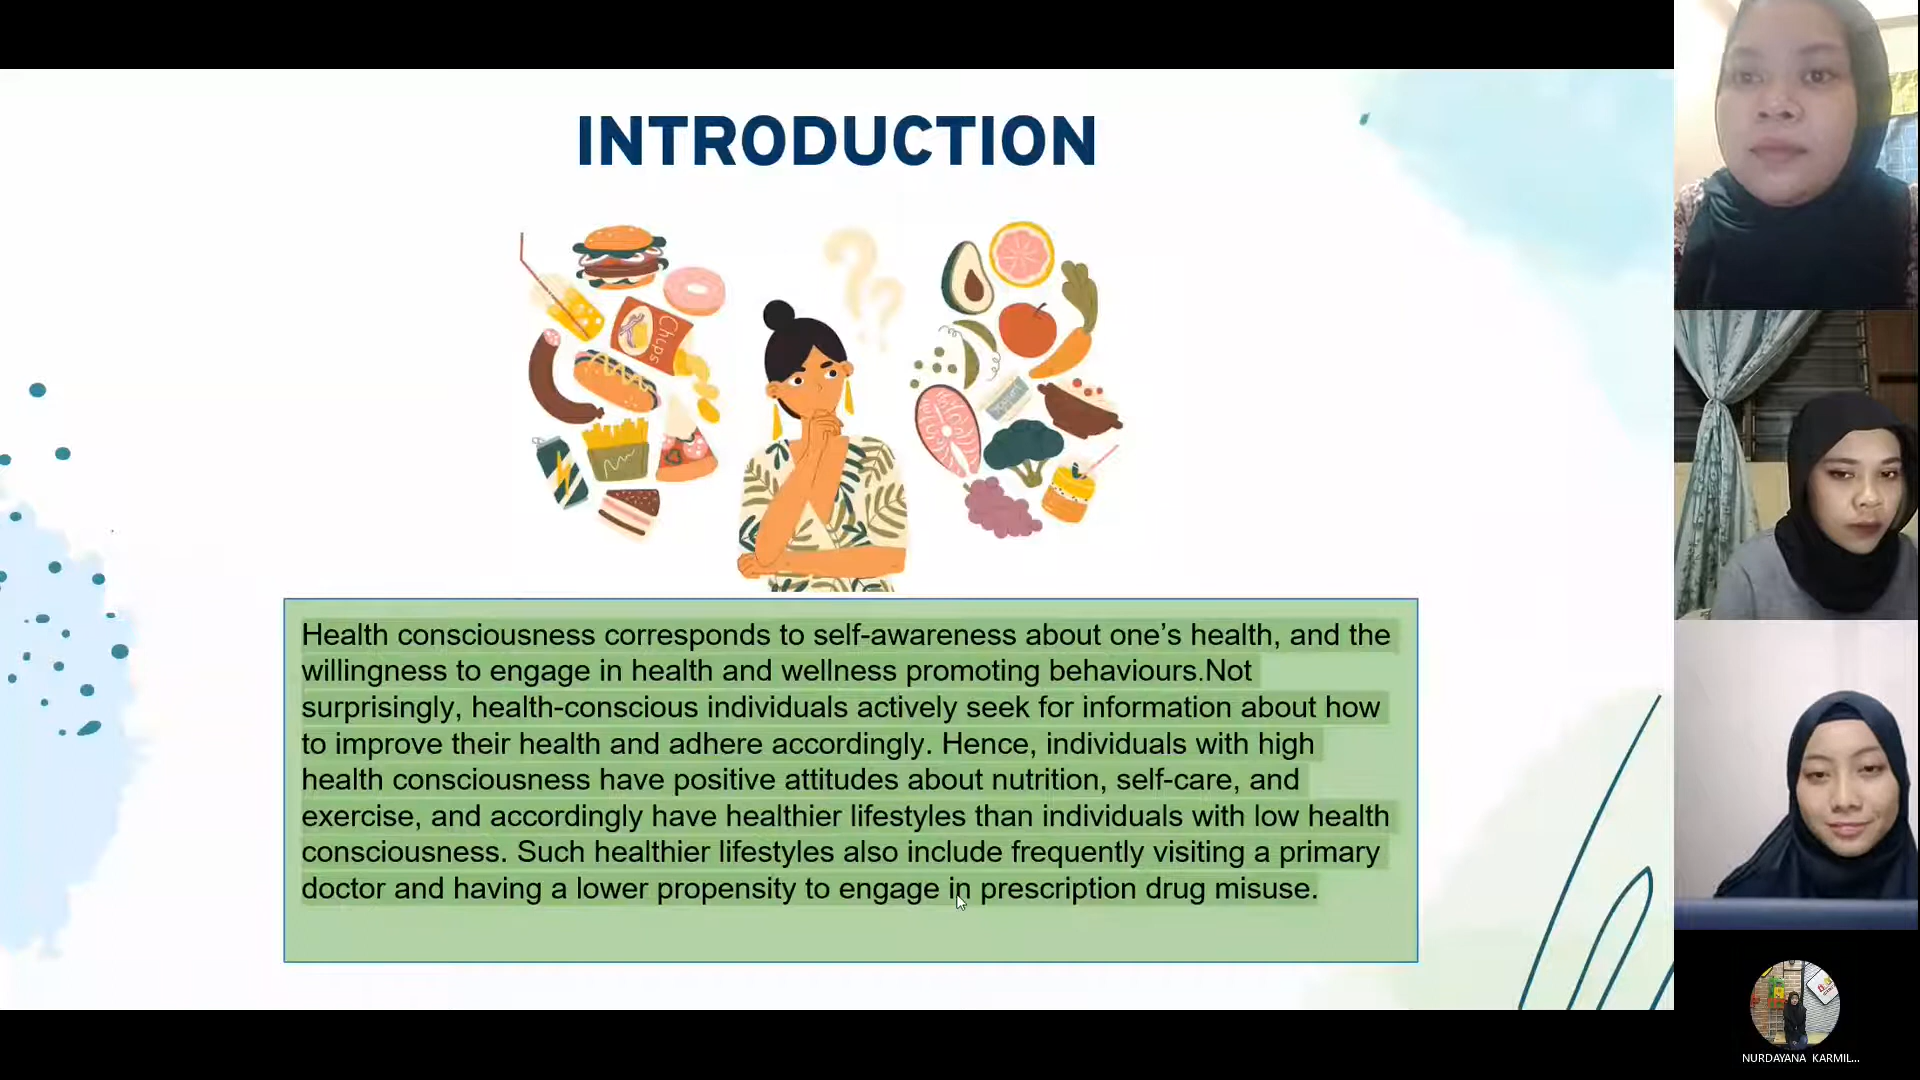 INTRODUCTION
Chips
Health consciousness corresponds to self-awareness about one’s health, and the
willingness to engage in health and wellness promoting behaviours.Not
surprisingly, health-conscious individuals actively seek for information about how
to improve their health and adhere accordingly. Hence, individuals with high
health consciousness have positive attitudes about nutrition, self-care, and
exercise, and accordingly have healthier lifestyles than individuals with low health
consciousness. Such healthier lifestyles also include frequently visiting a primary
doctor and having a lower propensity to engage in prescription drug misuse.
NURDAYANA KARMIL...